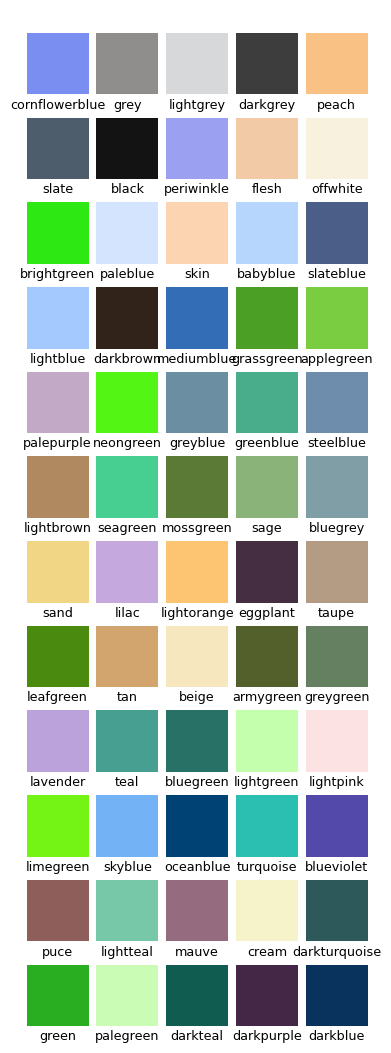 cornflowerblue grey lightgrey darkgrey peach
slate black periwinkle flesh offwhite
brightgreen paleblue skin babyblue slateblue
lightblue darkbrown mediumblue grassgreen applegreen
palepurple neongreen greyblue greenblue steelblue
lightbrown seagreen mossgreen sage bluegrey
sand lilac lightorange eggplant taupe
leafgreen tan beige armygreen greygreen
lavender teal bluegreen lightgreen lightpink
limegreen skyblue oceanblue turquoise blueviolet
puce lightteal mauve cream darkturquoise
green palegreen darkteal darkpurple darkblue